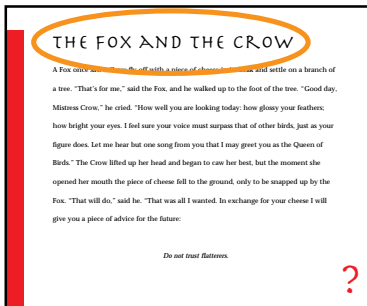 THE FOX AND THE CROW
A Fox once fly off with a piece of cheese and settle on a branch of
a tree. “That’s for me,” said the Fox, and he walked up to the foot of the tree. “Good day,
Mistress Crow,” he cried. “How well you are looking today: how glossy your feathers;
how bright your eyes. I feel sure your voice must surpass that of other birds, just as your
figure does. Let me hear but one song from you that I may greet you as the Queen of
Birds.” The Crow lifted up her head and began to caw her best, but the moment she
opened her mouth the piece of cheese fell to the ground, only to be snapped up by the
Fox. “That will do,” said he. “That was all I wanted. In exchange for your cheese I will
give you a piece of advice for the future:
Do not trust flatterers.
?